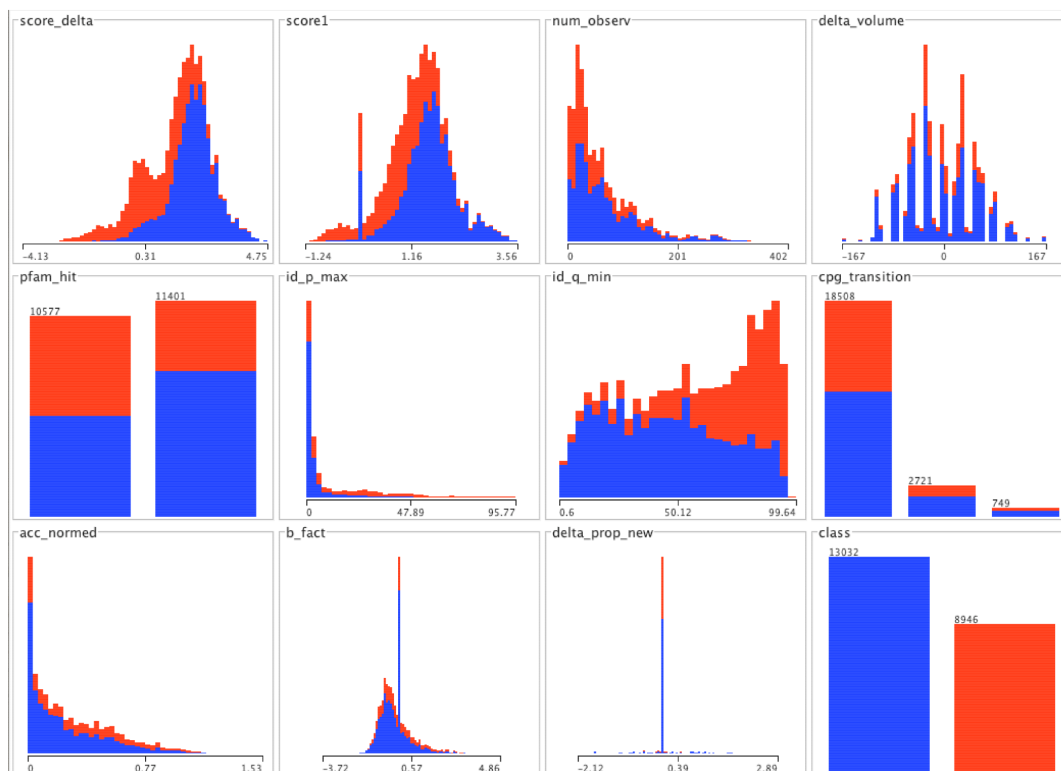 score_delta
score1
num_observ
delta_volume
−4.13 0.31 4.75
−1.24 1.16 3.56
0 201 402
−167 0 167
pfam_hit
id_p_max
id_q_min
cpg_transition
10577
11401
18508
2721
749
0 47.89 95.77
0.6 50.12 99.64
acc_normed
b_fact
delta_prop_new
class
13032
8946
0 0.77 1.53
−3.72 0.57 4.86
−2.12 0.39 2.89